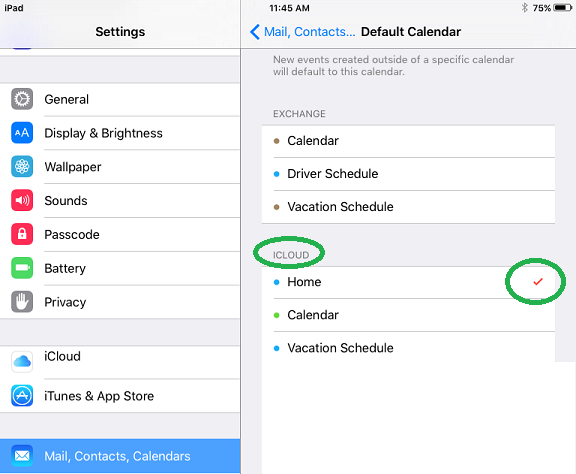 iPad
11:45 AM
75%
Settings
Mail, Contacts...
Default Calendar
New events created outside of a specific calendar
will default to this calendar.
General
Display & Brightness
Wallpaper
Sounds
Passcode
Battery
Privacy
iCloud
iTunes & App Store
Mail, Contacts, Calendars
EXCHANGE
Calendar
Driver Schedule
Vacation Schedule
ICLOUD
Home
Calendar
Vacation Schedule